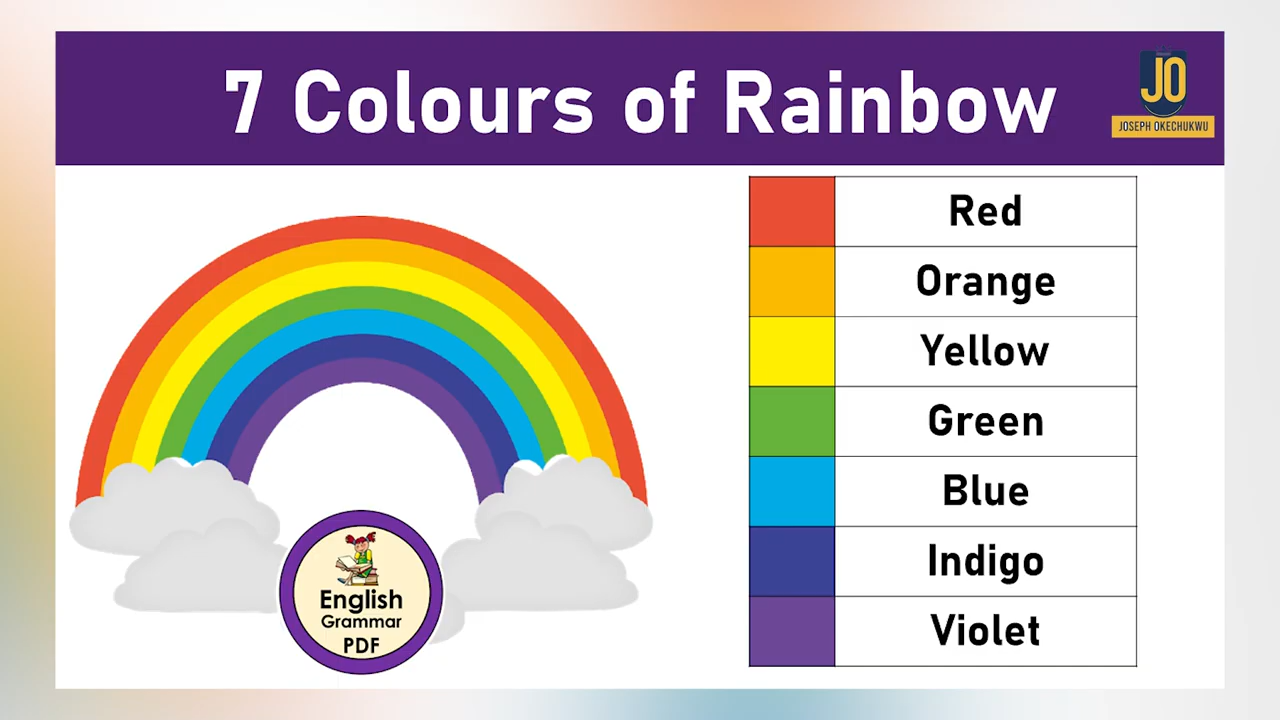 7 Colours of Rainbow
JO
JOSEPH OKECHUKWU
Red
Orange
Yellow
Green
Blue
Indigo
Violet
English
Grammar
PDF